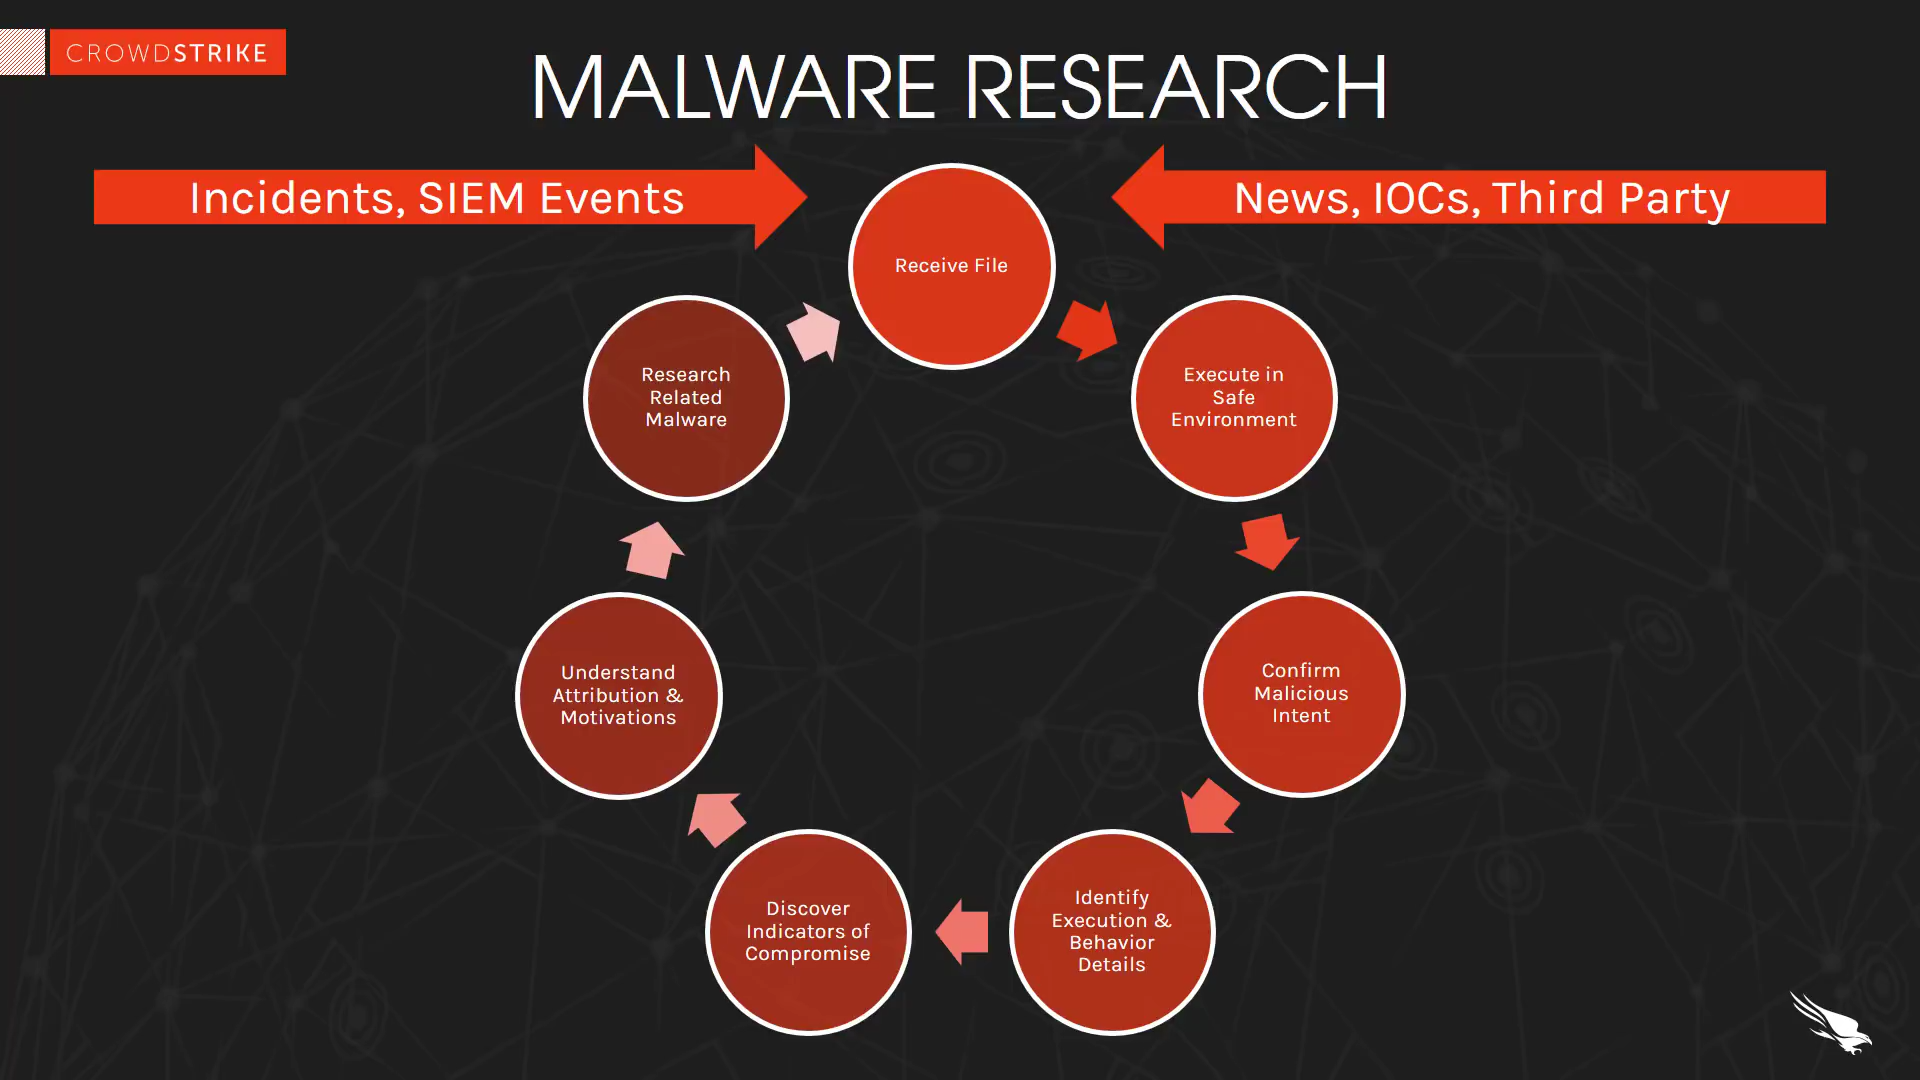 CROWDSTRIKE
MALWARE RESEARCH
Incidents, SIEM Events
News, IOCs, Third Party
Receive File
Execute in
Safe
Environment
Confirm
Malicious
Intent
Identify
Execution &
Behavior
Details
Discover
Indicators of
Compromise
Understand
Attribution &
Motivations
Research
Related
Malware